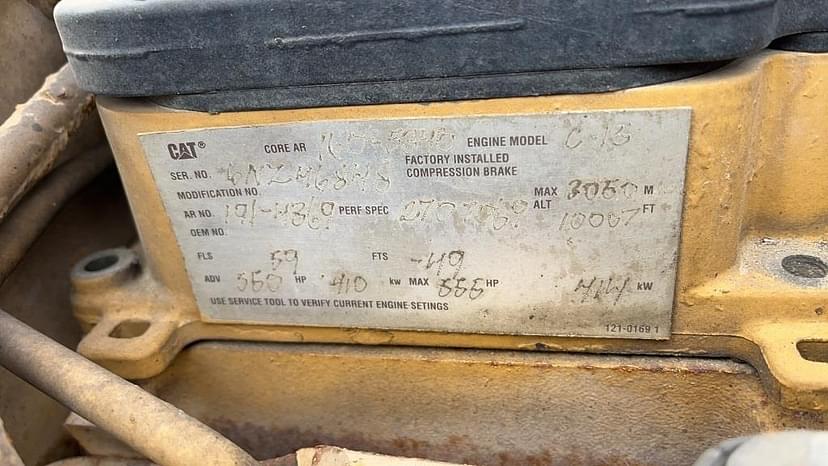 CAT® CORE AR ENGINE MODEL
FACTORY INSTALLED
COMPRESSION BRAKE
SER. NO.
MODIFICATION NO. MAX 3050 M
AR NO. 191-4369 PERF SPEC ALT 10007 FT
OEM NO.
FLS 59 FTS -49
ADV 550 HP 410 kw MAX 555 HP 414 kW
USE SERVICE TOOL TO VERIFY CURRENT ENGINE SETINGS
121-0169 1